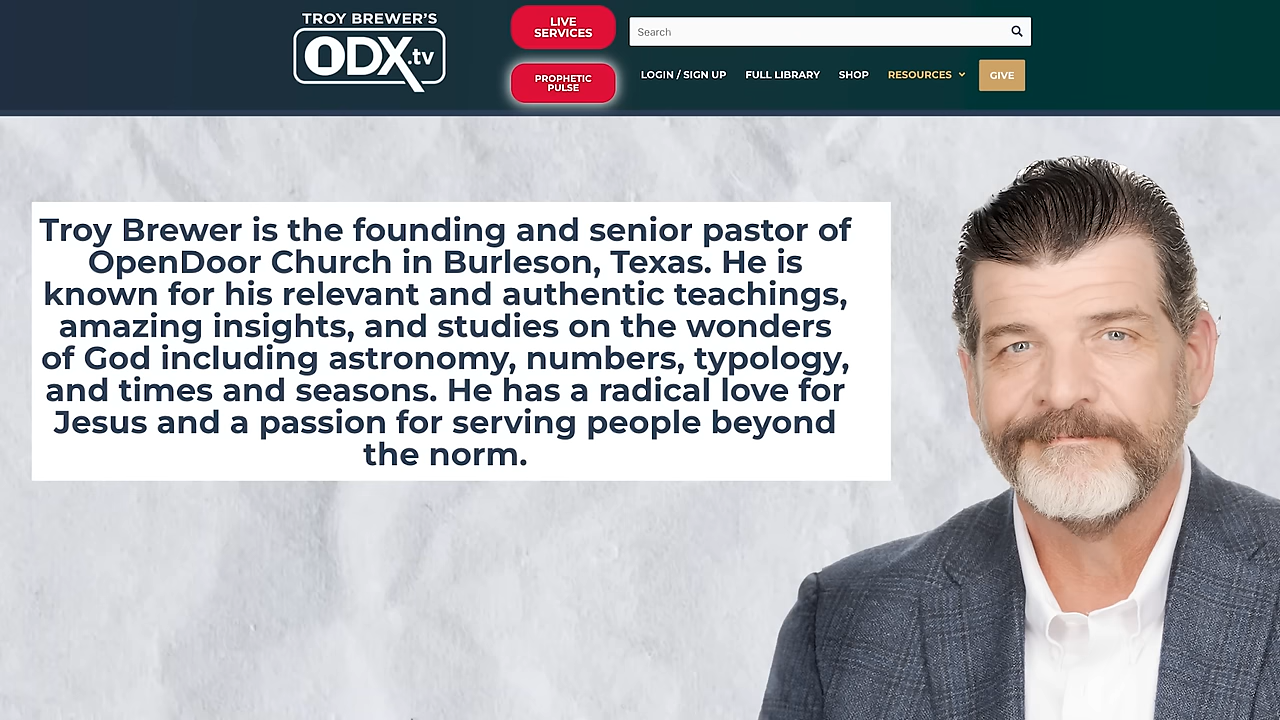 TROY BREWER'S
ODX.tv
LIVE
SERVICES
PROPHETIC
PULSE
Search
LOGIN / SIGN UP
FULL LIBRARY
SHOP
RESOURCES
GIVE
Troy Brewer is the founding and senior pastor of
OpenDoor Church in Burleson, Texas. He is
known for his relevant and authentic teachings,
amazing insights, and studies on the wonders
of God including astronomy, numbers, typology,
and times and seasons. He has a radical love for
Jesus and a passion for serving people beyond
the norm.